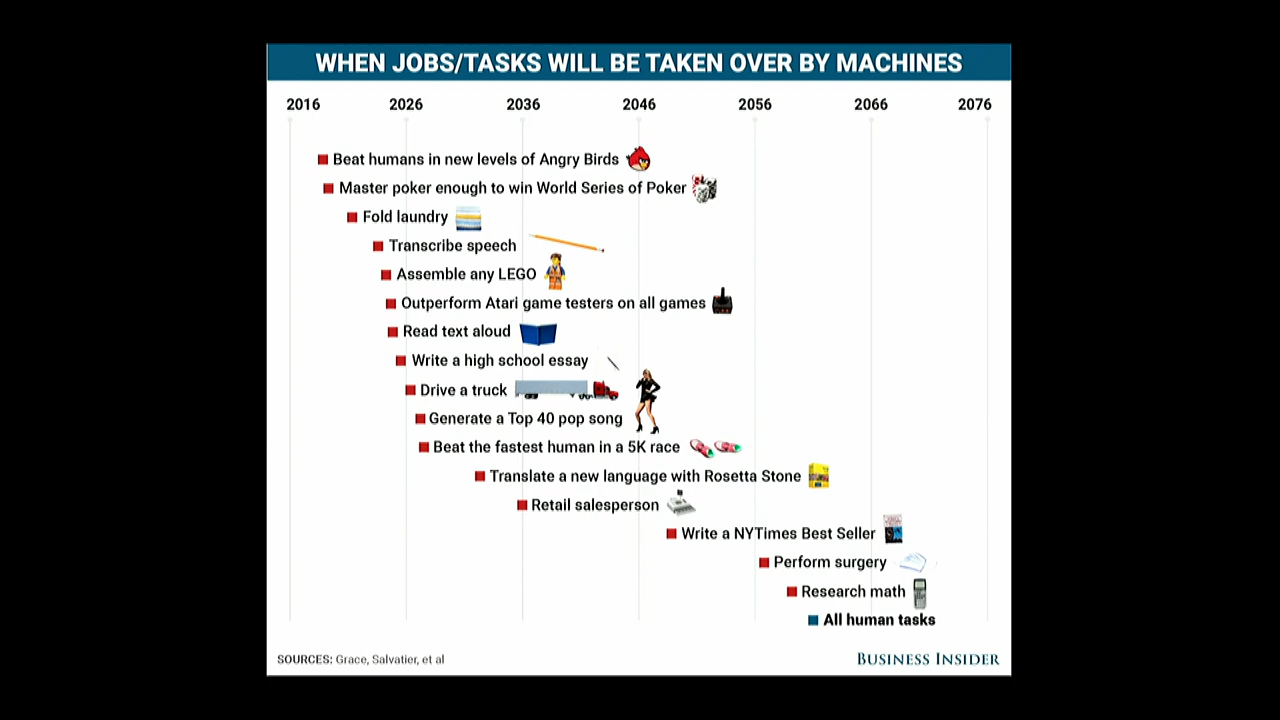 WHEN JOBS/TASKS WILL BE TAKEN OVER BY MACHINES
2016 2026 2036 2046 2056 2066 2076
Beat humans in new levels of Angry Birds
Master poker enough to win World Series of Poker
Fold laundry
Transcribe speech
Assemble any LEGO
Outperform Atari game testers on all games
Read text aloud
Write a high school essay
Drive a truck
Generate a Top 40 pop song
Beat the fastest human in a 5K race
Translate a new language with Rosetta Stone
Retail salesperson
Write a NYTimes Best Seller
Perform surgery
Research math
All human tasks
SOURCES: Grace, Salvatier, et al
BUSINESS INSIDER